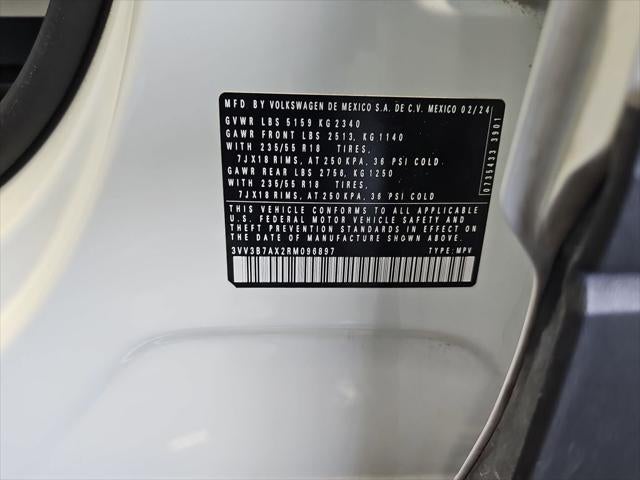 MFD BY VOLKSWAGEN DE MEXICO S.A. DE C.V. MEXICO 02/24
GVWR LBS 5159 KG 2340
GAWR FRONT LBS 2513, KG 1140
WITH 235/55 R18 TIRES,
7JX18 RIMS, AT 250 KPA, 36 PSI COLD
GAWR REAR LBS 2756, KG 1250
WITH 235/55 R18 TIRES,
7JX18 RIMS, AT 250 KPA, 36 PSI COLD
THIS VEHICLE CONFORMS TO ALL APPLICABLE
U.S. FEDERAL MOTOR VEHICLE SAFETY AND
THEFT PREVENTION STANDARDS IN EFFECT ON
THE DATE OF MANUFACTURE SHOWN ABOVE.
3VV3B7AX2RM096897 TYPE: MPV
0735433 3901